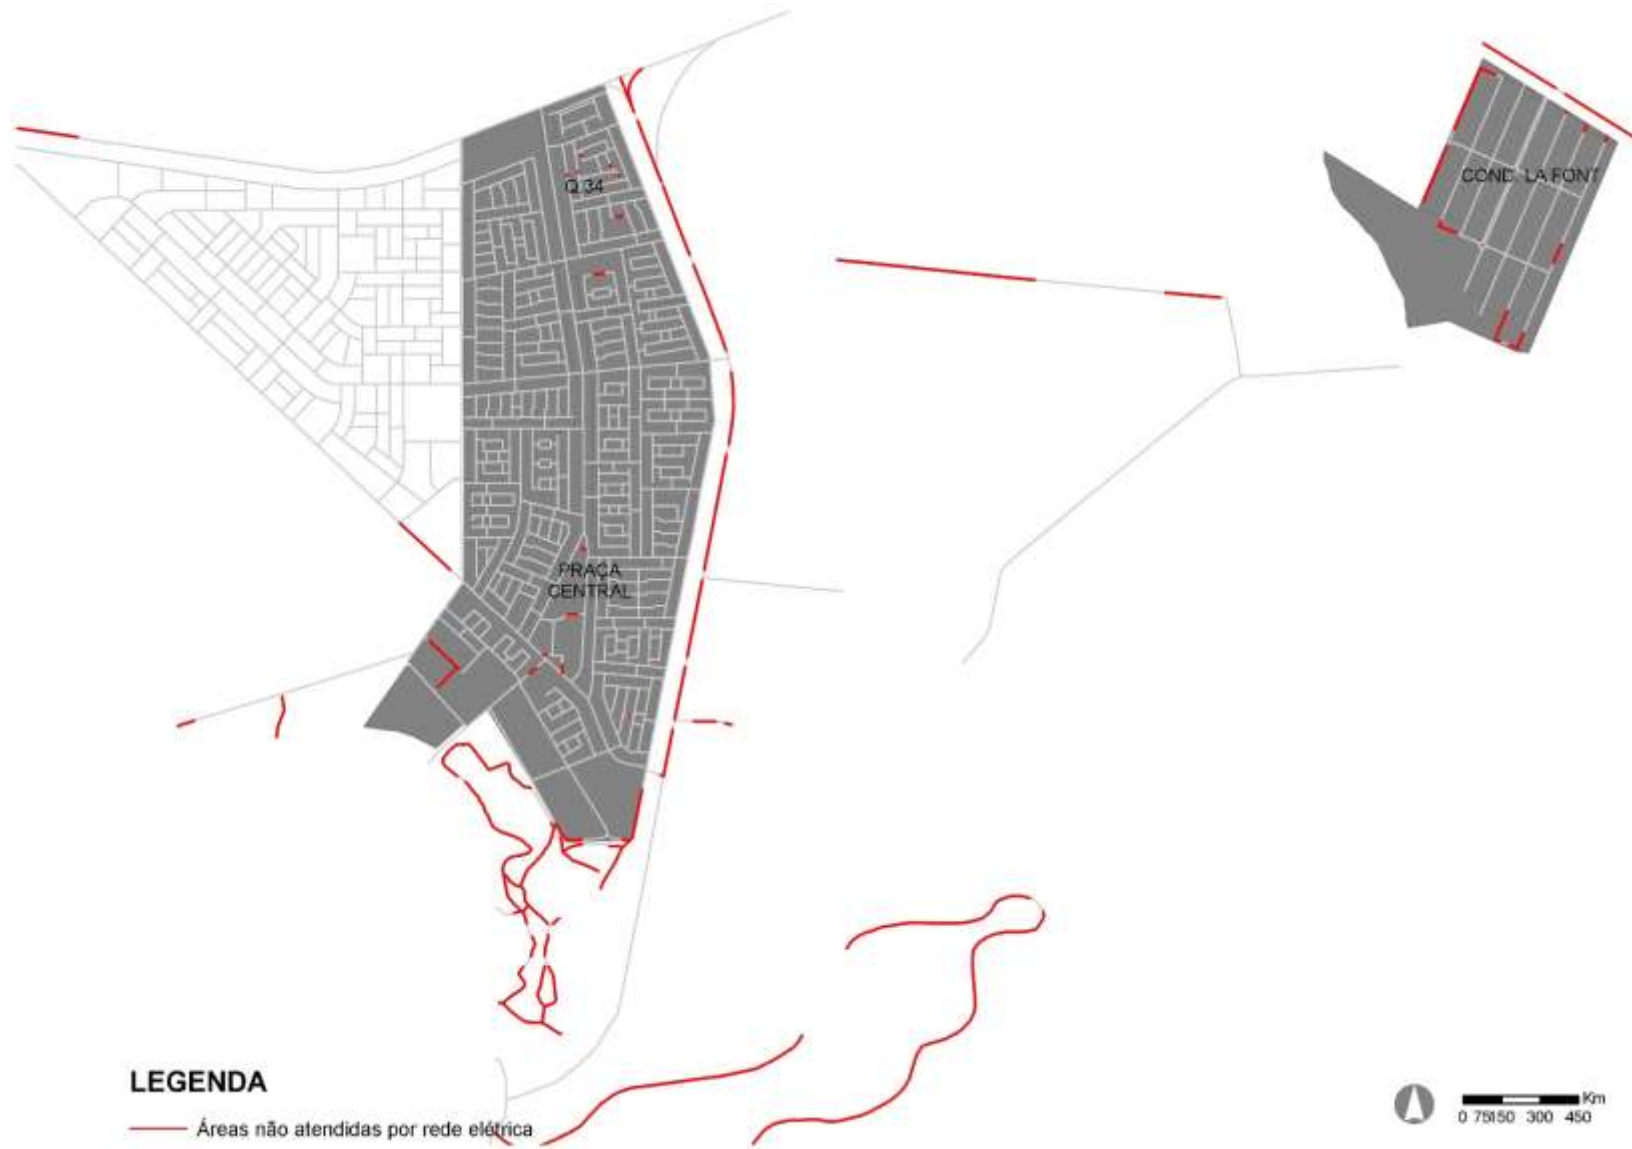 Q 34
COND. LA FONT
PRAÇA
CENTRAL
LEGENDA
Áreas não atendidas por rede elétrica
Km
0 75150 300 450